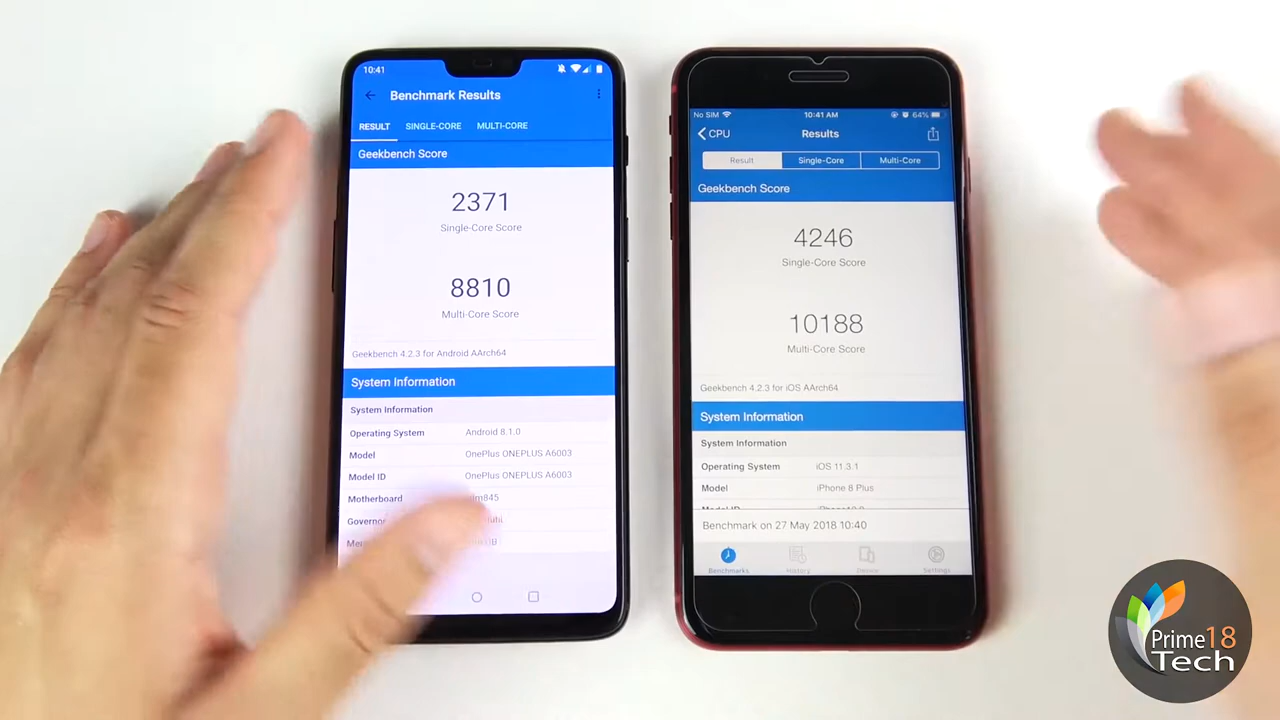 10:41
Benchmark Results
RESULT SINGLE-CORE MULTI-CORE
Geekbench Score
2371
Single-Core Score
8810
Multi-Core Score
Geekbench 4.2.3 for Android AArch64
System Information
System Information
Operating System Android 8.1.0
Model OnePlus ONEPLUS A6003
Model ID OnePlus ONEPLUS A6003
Motherboard
No SIM 10:41 AM 64%
CPU Results
Result Single-Core Multi-Core
Geekbench Score
4246
Single-Core Score
10188
Multi-Core Score
Geekbench 4.2.3 for iOS AArch64
System Information
System Information
Operating System iOS 11.3.1
Model iPhone 8 Plus
Benchmark on 27 May 2018 10:40
Benchmarks History Device Settings
Prime18
Tech